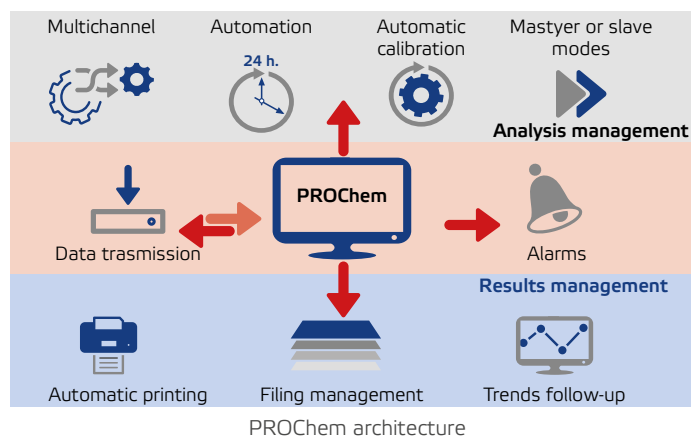 Multichannel
Automation
Automatic
calibration
Mastyer or slave
modes
24 h.
Analysis management
PROChem
Data trasmission
Alarms
Results management
Automatic printing
Filing management
Trends follow-up
PROChem architecture